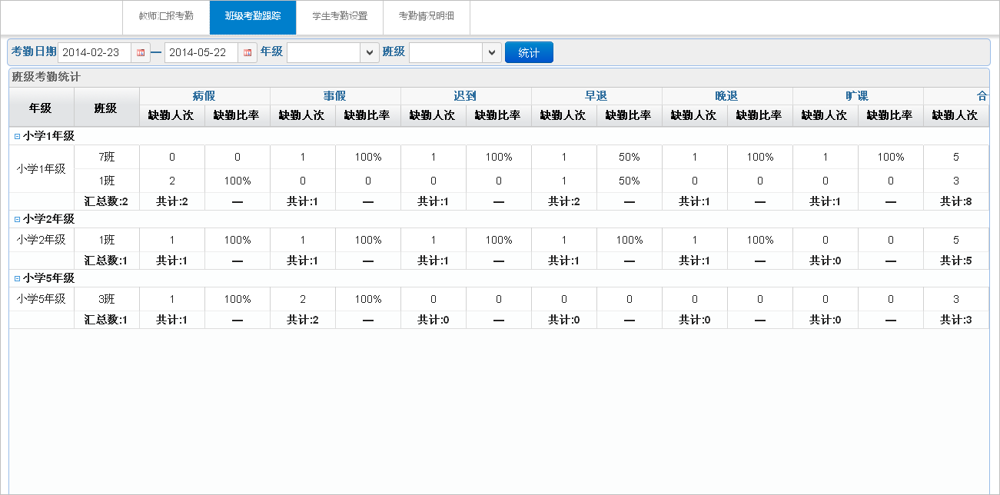 教师汇报考勤 班级考勤跟踪 学生考勤设置 考勤情况明细
考勤日期 2014-02-23 — 2014-05-22 年级 班级 统计
班级考勤统计
年级 班级 病假 事假 迟到 早退 晚退 旷课 合
缺勤人次 缺勤比率 缺勤人次 缺勤比率 缺勤人次 缺勤比率 缺勤人次 缺勤比率 缺勤人次 缺勤比率 缺勤人次 缺勤比率 缺勤人次
小学1年级
小学1年级 7班 0 0 1 100% 1 100% 1 50% 1 100% 1 100% 5
1班 2 100% 0 0 0 0 1 50% 0 0 0 0 3
汇总数:2 共计:2 — 共计:1 — 共计:1 — 共计:2 — 共计:1 — 共计:1 — 共计:8
小学2年级
小学2年级 1班 1 100% 1 100% 1 100% 1 100% 1 100% 0 0 5
汇总数:1 共计:1 — 共计:1 — 共计:1 — 共计:1 — 共计:1 — 共计:0 — 共计:5
小学5年级
小学5年级 3班 1 100% 2 100% 0 0 0 0 0 0 0 0 3
汇总数:1 共计:1 — 共计:2 — 共计:0 — 共计:0 — 共计:0 — 共计:0 — 共计:3